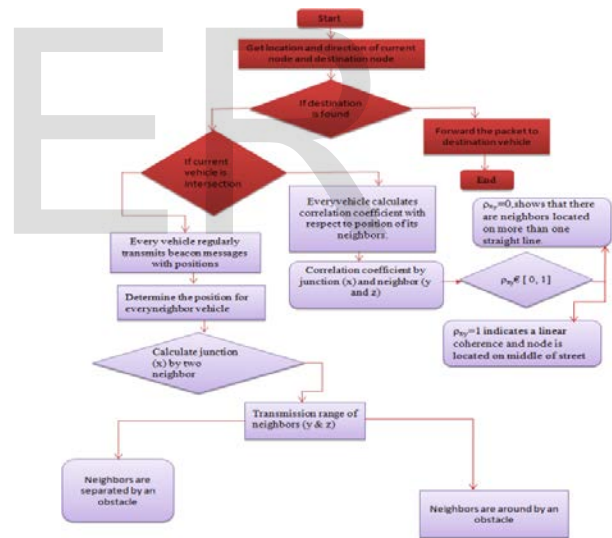 ER
Start
Get location and direction of current
node and destination node
If destination
is found
Forward the packet to
destination vehicle
End
If current
vehicle is
intersection
Everyvehicle calculates
correlation coefficient with
respect to position of its
neighbors'.
ρxy=0,shows that there
are neighbors located
on more than one
straight line.
Every vehicle regularly
transmits beacon messages
with positions
Correlation coefficient by
junction (x) and neighbor (y
and z)
ρxy€ [ 0, 1]
Determine the position for
everyneighbor vehicle
ρxy=1 indicates a linear
coherence and node is
located on middle of street
Calculate junction
(x) by two
neighbor
Transmission range of
neighbors (y & z)
Neighbors are
separated by an
obstacle
Neighbors are around by an
obstacle